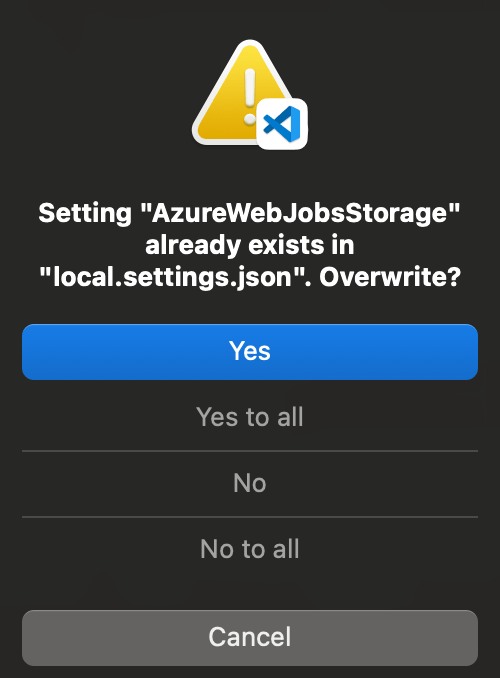 Setting "AzureWebJobsStorage"
already exists in
"local.settings.json". Overwrite?
Yes
Yes to all
No
No to all
Cancel